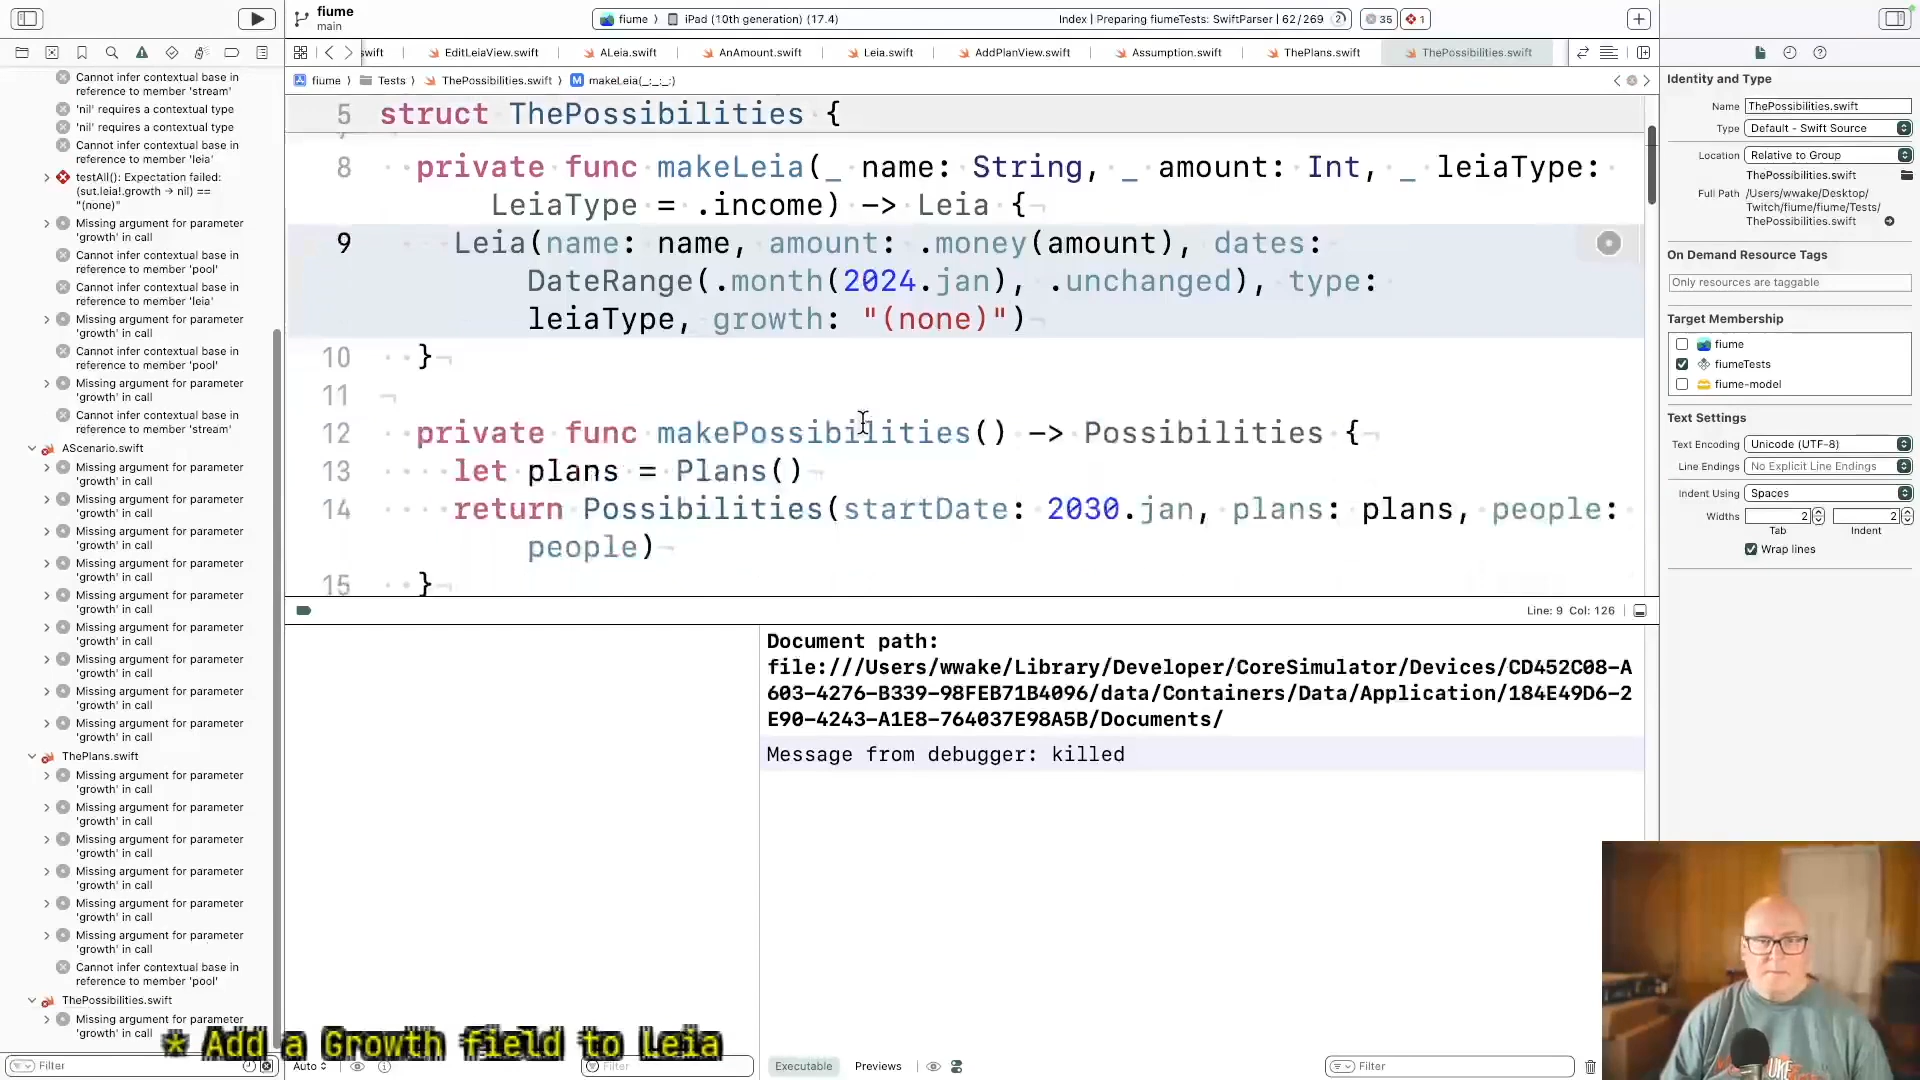 fiume
main
fiume
iPad (10th generation) (17.4)
Index | Preparing fiumeTests: SwiftParser | 62/269
2
35
1
wift
EditLeiaView.swift
ALeia.swift
AnAmount.swift
Leia.swift
AddPlanView.swift
Assumption.swift
ThePlans.swift
ThePossibilities.swift
fiume
Tests
ThePossibilities.swift
makeLeia(_:_:_:)
Cannot infer contextual base in
reference to member 'stream'
'nil' requires a contextual type
'nil' requires a contextual type
Cannot infer contextual base in
reference to member 'leia'
testAll(): Expectation failed:
(sut.leia!.growth → nil) ==
"(none)"
Missing argument for parameter
'growth' in call
Cannot infer contextual base in
reference to member 'pool'
Cannot infer contextual base in
reference to member 'leia'
Missing argument for parameter
'growth' in call
Cannot infer contextual base in
reference to member 'pool'
Missing argument for parameter
'growth' in call
Cannot infer contextual base in
reference to member 'stream'
AScenario.swift
Missing argument for parameter
'growth' in call
Missing argument for parameter
'growth' in call
Missing argument for parameter
'growth' in call
Missing argument for parameter
'growth' in call
Missing argument for parameter
'growth' in call
Missing argument for parameter
'growth' in call
Missing argument for parameter
'growth' in call
Missing argument for parameter
'growth' in call
Missing argument for parameter
'growth' in call
ThePlans.swift
Missing argument for parameter
'growth' in call
Missing argument for parameter
'growth' in call
Missing argument for parameter
'growth' in call
Missing argument for parameter
'growth' in call
Missing argument for parameter
'growth' in call
Missing argument for parameter
'growth' in call
Cannot infer contextual base in
reference to member 'pool'
ThePossibilities.swift
Missing argument for parameter
'growth' in call
Filter
5 struct ThePossibilities {
8 private func makeLeia(_ name: String, _ amount: Int, _ leiaType:
LeiaType = .income) -> Leia {
9 Leia(name: name, amount: .money(amount), dates:
DateRange(.month(2024.jan), .unchanged), type:
leiaType, growth: "(none)")
10 }
11
12 private func makePossibilities() -> Possibilities {
13 let plans = Plans()
14 return Possibilities(startDate: 2030.jan, plans: plans, people:
people)
15 }
Line: 9 Col: 126
Document path:
file:///Users/wwake/Library/Developer/CoreSimulator/Devices/CD452C08-A
603-4276-B339-98FEB71B4096/data/Containers/Data/Application/184E49D6-2
E90-4243-A1E8-764037E98A5B/Documents/
Message from debugger: killed
* Add a Growth field to Leia
Auto
Filter
Executable
Previews
Filter
Identity and Type
Name ThePossibilities.swift
Type Default - Swift Source
Location Relative to Group
ThePossibilities.swift
Full Path /Users/wwake/Desktop/
Twitch/fiume/fiume/Tests/
ThePossibilities.swift
On Demand Resource Tags
Only resources are taggable
Target Membership
fiume
fiumeTests
fiume-model
Text Settings
Text Encoding Unicode (UTF-8)
Line Endings No Explicit Line Endings
Indent Using Spaces
Widths 2 2
Tab Indent
Wrap lines